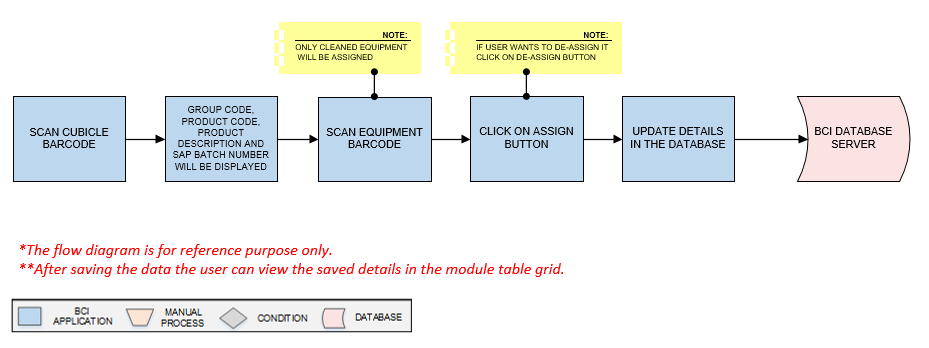 NOTE:
ONLY CLEANED EQUIPMENT
WILL BE ASSIGNED
NOTE:
IF USER WANTS TO DE-ASSIGN IT
CLICK ON DE-ASSIGN BUTTON
SCAN CUBICLE
BARCODE
GROUP CODE,
PRODUCT CODE,
PRODUCT
DESCRIPTION AND
SAP BATCH NUMBER
WILL BE DISPLAYED
SCAN EQUIPMENT
BARCODE
CLICK ON ASSIGN
BUTTON
UPDATE DETAILS
IN THE DATABASE
BCI DATABASE
SERVER
*The flow diagram is for reference purpose only.
**After saving the data the user can view the saved details in the module table grid.
BCI
APPLICATION
MANUAL
PROCESS
CONDITION
DATABASE